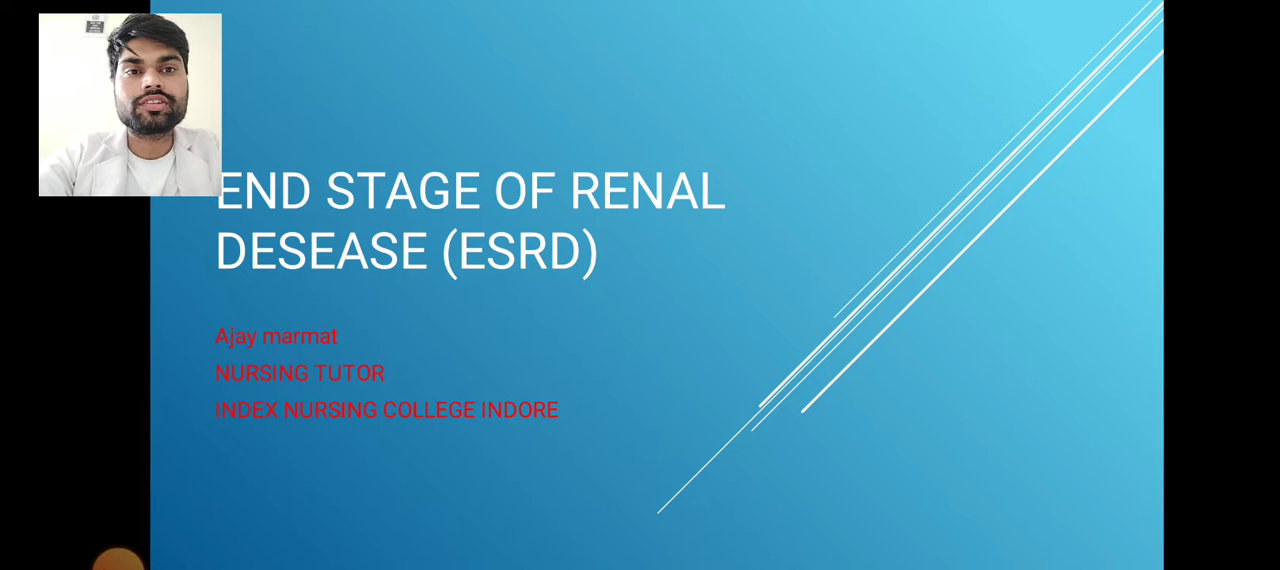 END STAGE OF RENAL
DESEASE (ESRD)
Ajay marmat
NURSING TUTOR
INDEX NURSING COLLEGE INDORE